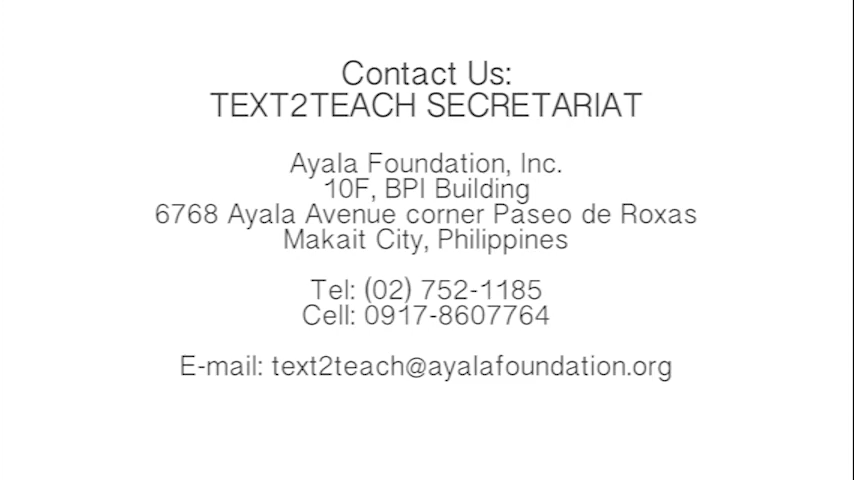 Contact Us:
TEXT2TEACH SECRETARIAT
Ayala Foundation, Inc.
10F, BPI Building
6768 Ayala Avenue corner Paseo de Roxas
Makait City, Philippines
Tel: (02) 752-1185
Cell: 0917-8607764
E-mail: text2teach@ayalafoundation.org